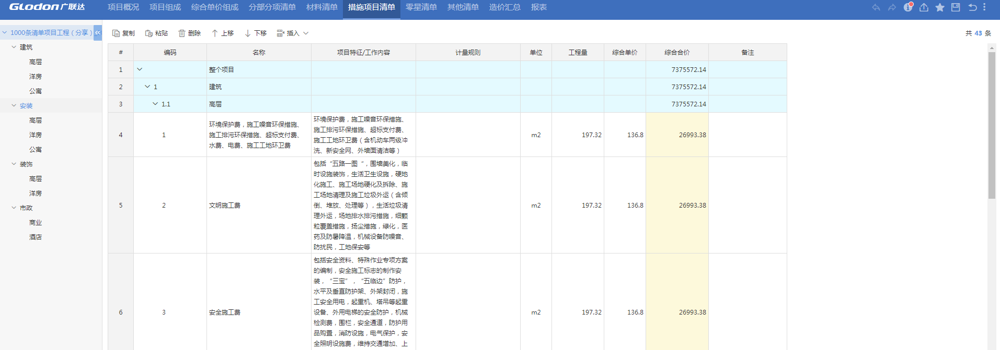 GLODON广联达 项目概况 项目组成 综合单价组成 分部分项清单 材料清单 措施项目清单 零星清单 其他清单 造价汇总 报表
1000条清单项目工程（分享）
建筑
高层
洋房
公寓
安装
高层
洋房
公寓
装饰
高层
洋房
市政
商业
酒店
复制 粘贴 删除 上移 下移 插入 共 43 条
# 编码 名称 项目特征/工作内容 计量规则 单位 工程量 综合单价 综合合价 备注
1 整个项目 7375572.14
2 1 建筑 7375572.14
3 1.1 高层 7375572.14
4 1
环境保护费，施工噪音环保措施、
施工排污环保措施、超标支付费、
水费、电费、施工工地环卫费
环境保护费，施工噪音环保措施、
施工排污环保措施、超标支付费、
施工工地环卫费（含机动车两级冲
洗、新安全网、外墙面清洁等）
m2 197.32 136.8 26993.38
5 2 文明施工费
包括“五路一图“，围墙美化，临
时设施装饰，生活卫生设施，硬地
化施工、施工场地硬化及拆除、施
工场地清理及施工垃圾外运（含倾
倒、堆放、处理等），生活垃圾清
理外运，场地排水排污措施，细颗
粒覆盖措施，扬尘措施，绿化，医
药及防暑降温，机械设备防噪音、
防扰民，工地保安等
m2 197.32 136.8 26993.38
6 3 安全施工费
包括安全资料、特殊作业专项方案
的编制，安全施工标志的制作安
装，“三宝”，“五临边”防护，
水平及垂直防护架、外架封闭，施
工安全用电，起重机、塔吊等起重
设备、外用电梯的安全防护，机械
检测费，围栏，安全通道，防护用
品购置，消防设施，电气保护，安
全照明设施费，维持交通增加、上
m2 197.32 136.8 26993.38